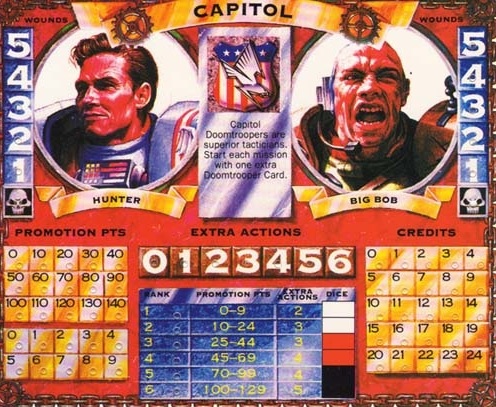 CAPITOL
WOUNDS
WOUNDS
5
4
3
2
1
5
4
3
2
1
Capitol
Doomtroopers are
superior tacticians.
Start each mission
with one extra
Doomtrooper Card.
HUNTER
BIG BOB
PROMOTION PTS
0 10 20 30 40
50 60 70 80 90
100 110 120 130 140
0 1 2 3 4
5 6 7 8 9
EXTRA ACTIONS
0 1 2 3 4 5 6
RANK PROMOTION PTS EXTRA ACTIONS DICE
1 0-9 2
2 10-24 3
3 25-44 3
4 45-69 4
5 70-99 4
6 100-129 5
CREDITS
0 1 2 3 4
5 6 7 8 9
10 11 12 13 14
15 16 17 18 19
20 21 22 23 24